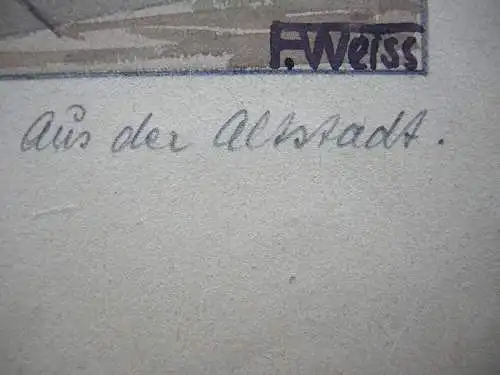 F. Weiss
Aus der Altstadt.